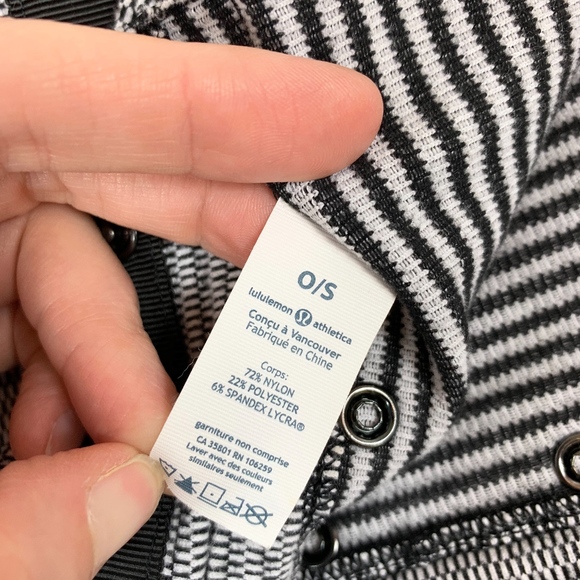 O/S
lululemon athletica
Conçu à Vancouver
Fabriqué en Chine
Corps:
72% NYLON
22% POLYESTER
6% SPANDEX LYCRA®
garniture non comprise
CA 35801 RN 106259
Laver avec des couleurs
similaires seulement